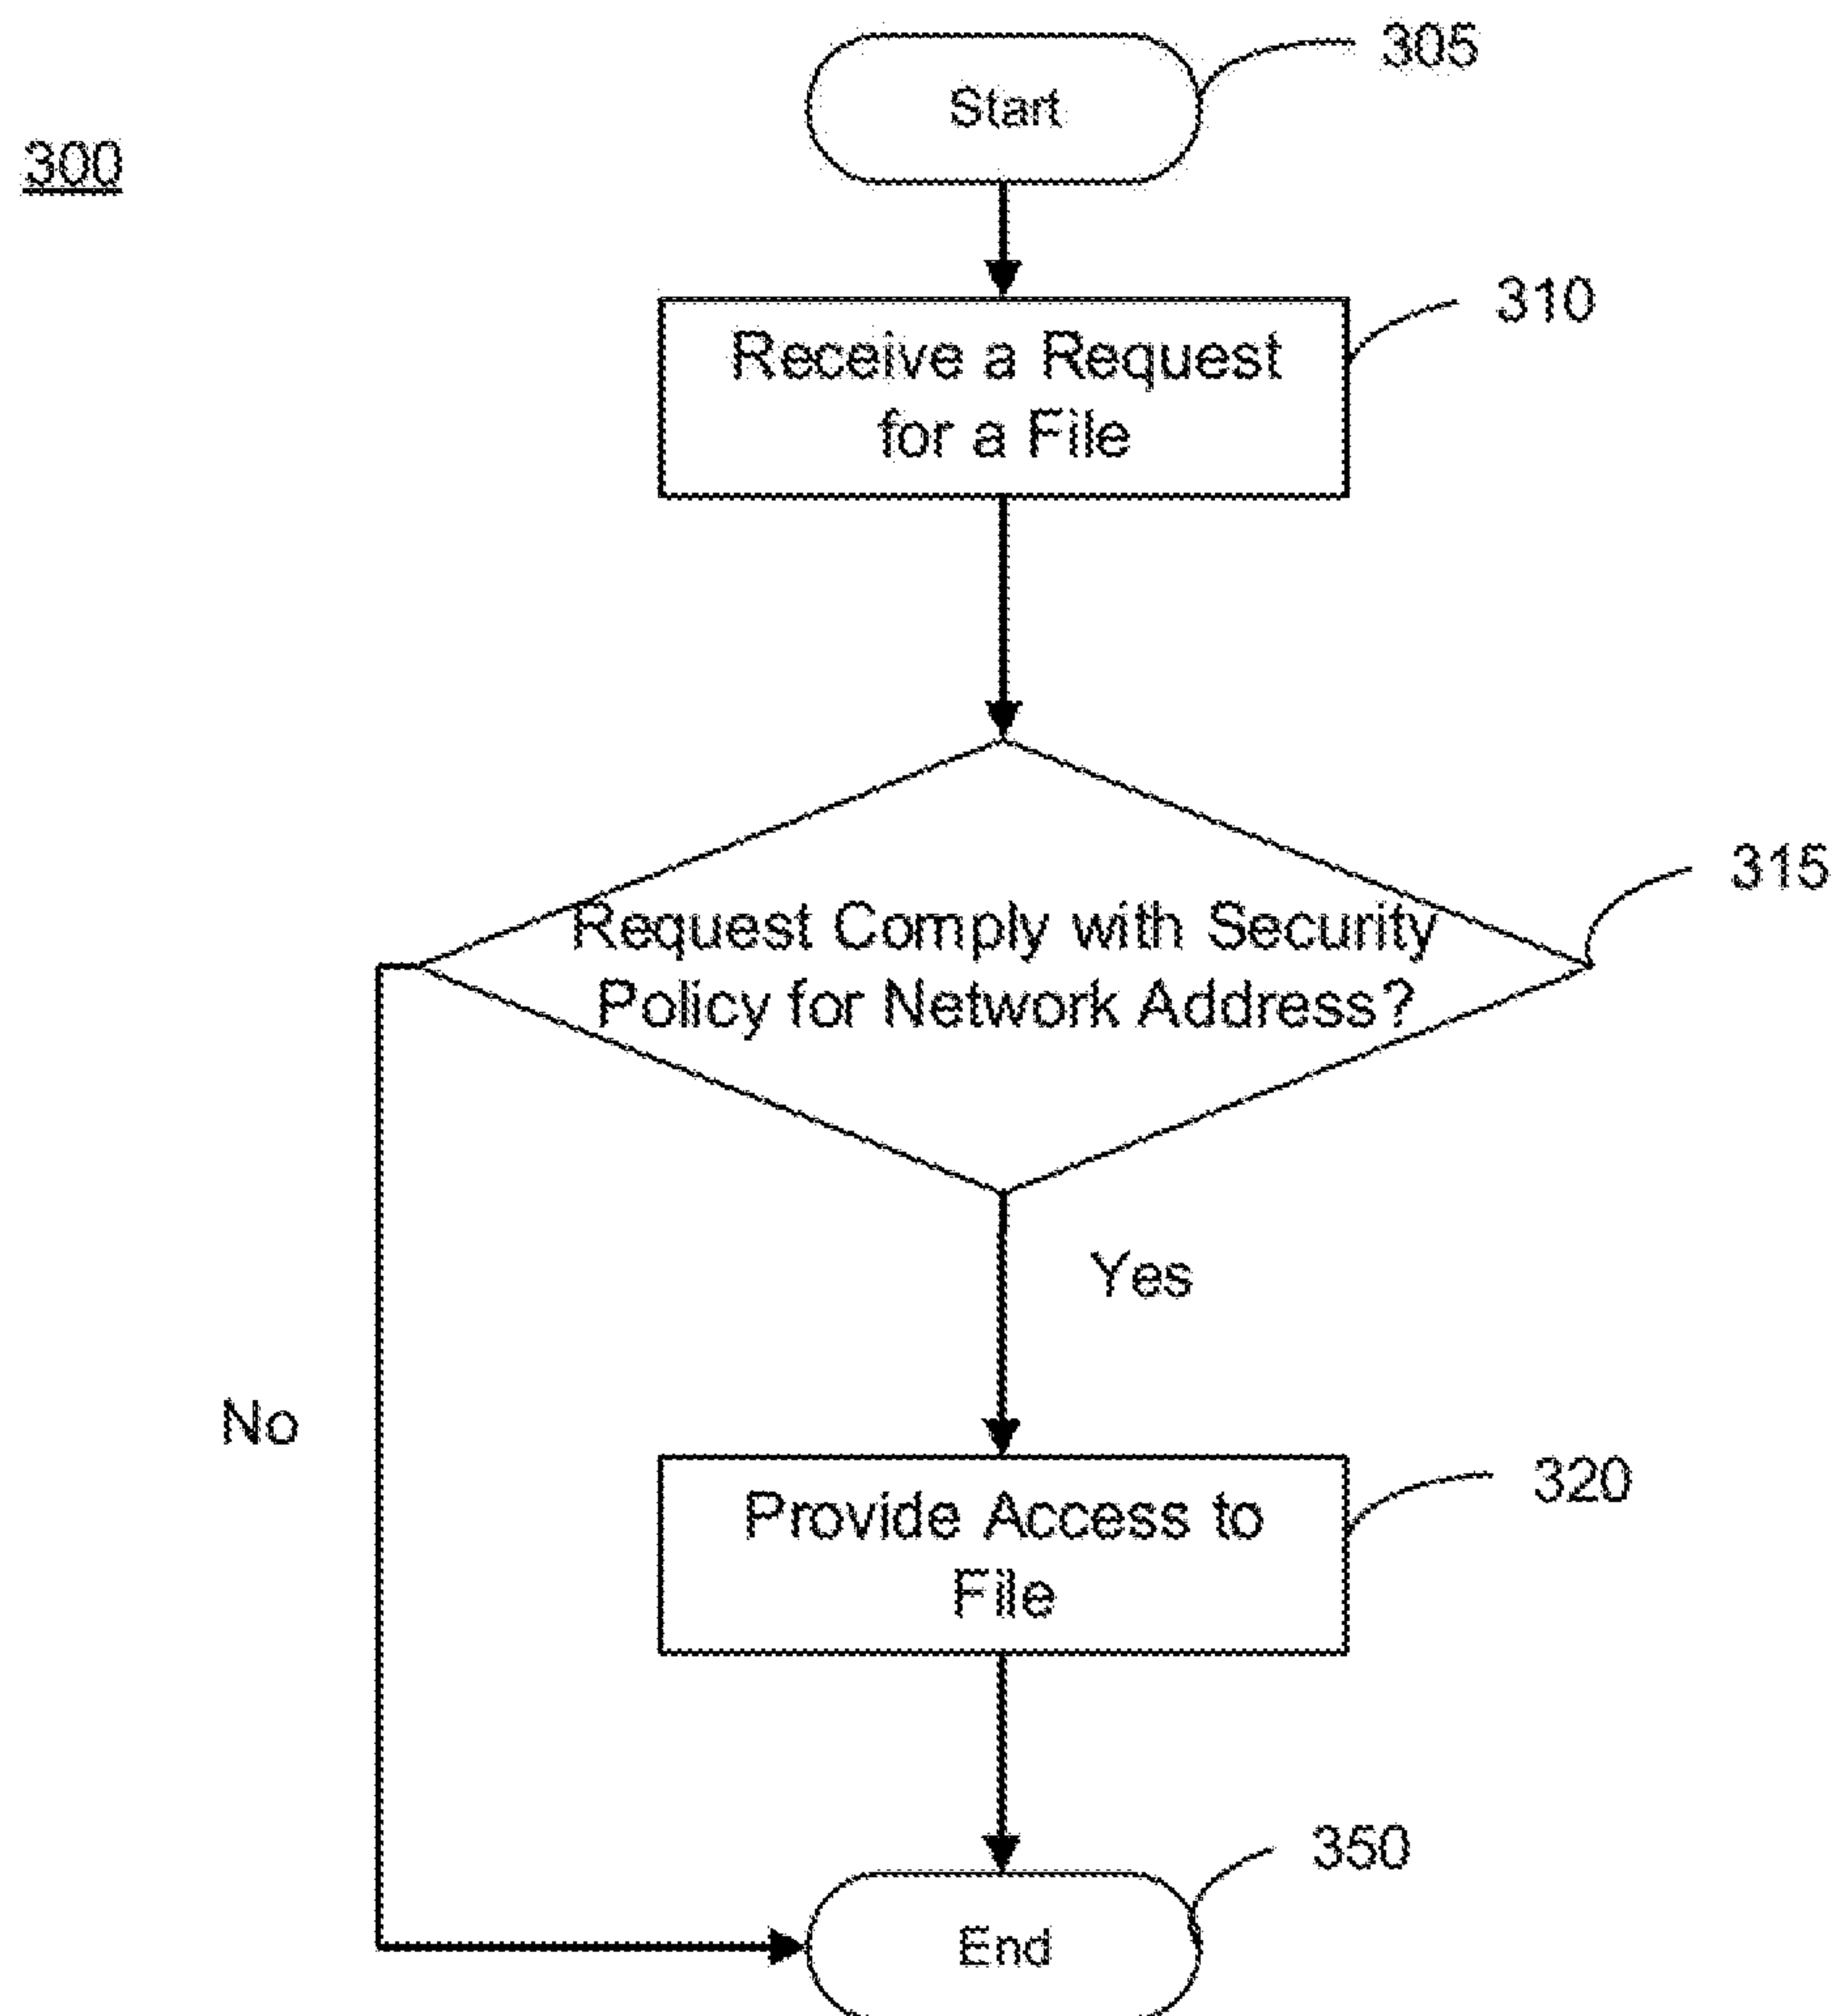 305
Start
300
310
Receive a Request
for a File
315
Request Comply with Security
Policy for Network Address?
Yes
No
320
Provide Access to
File
350
End